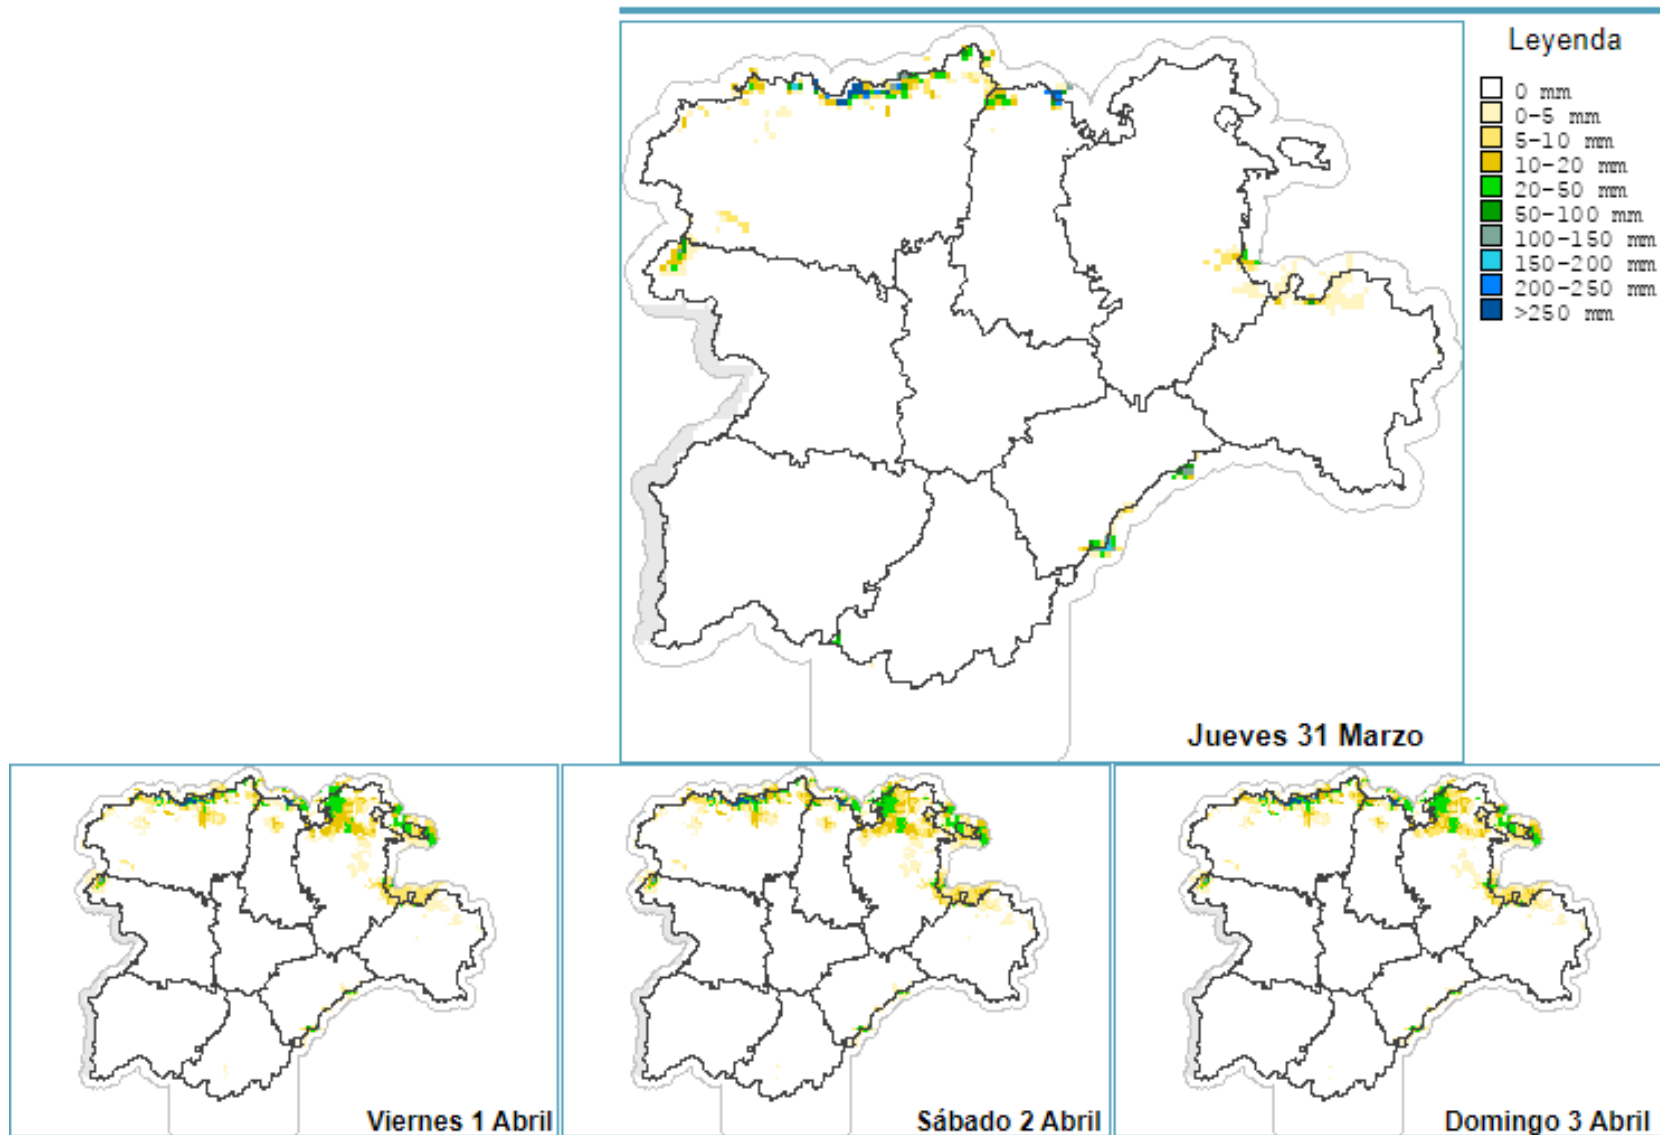 Leyenda
0 mm
0-5 mm
5-10 mm
10-20 mm
20-50 mm
50-100 mm
100-150 mm
150-200 mm
200-250 mm
>250 mm
Jueves 31 Marzo
Viernes 1 Abril
Sábado 2 Abril
Domingo 3 Abril